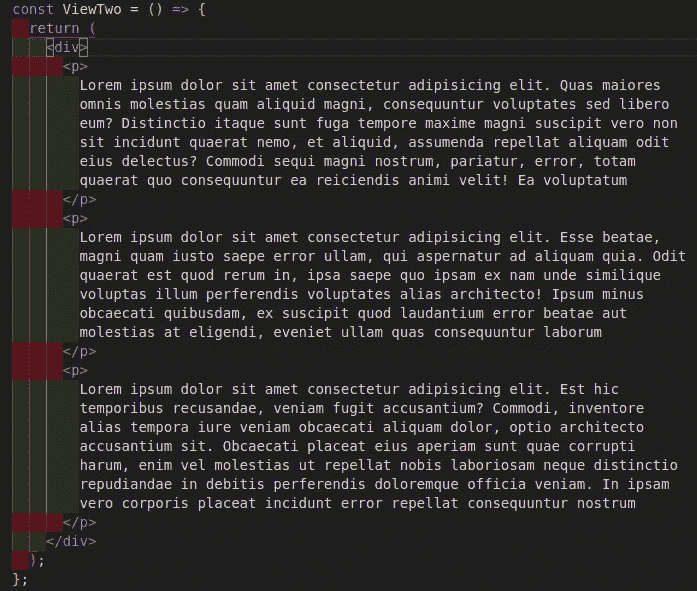 const ViewTwo = () => {
return (
<div>
<p>
Lorem ipsum dolor sit amet consectetur adipisicing elit. Quas maiores
omnis molestias quam aliquid magni, consequuntur voluptates sed libero
eum? Distinctio itaque sunt fuga tempore maxime magni suscipit vero non
sit incidunt quaerat nemo, et aliquid, assumenda repellat aliquam odit
eius delectus? Commodi sequi magni nostrum, pariatur, error, totam
quaerat quo consequuntur ea reiciendis animi velit! Ea voluptatum
</p>
<p>
Lorem ipsum dolor sit amet consectetur adipisicing elit. Esse beatae,
magni quam iusto saepe error ullam, qui aspernatur ad aliquam quia. Odit
quaerat est quod rerum in, ipsa saepe quo ipsam ex nam unde similique
voluptas illum perferendis voluptates alias architecto! Ipsum minus
obcaecati quibusdam, ex suscipit quod laudantium error beatae aut
molestias at eligendi, eveniet ullam quas consequuntur laborum
</p>
<p>
Lorem ipsum dolor sit amet consectetur adipisicing elit. Est hic
temporibus recusandae, veniam fugit accusantium? Commodi, inventore
alias tempora iure veniam obcaecati aliquam dolor, optio architecto
accusantium sit. Obcaecati placeat eius aperiam sunt quae corrupti
harum, enim vel molestias ut repellat nobis laboriosam neque distinctio
repudiandae in debitis perferendis doloremque officia veniam. In ipsam
vero corporis placeat incidunt error repellat consequuntur nostrum
</p>
</div>
);
};